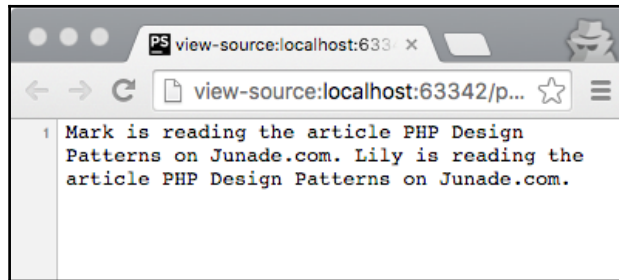 PS view-source:localhost:633
view-source:localhost:63342/p...
1 Mark is reading the article PHP Design
Patterns on Junade.com. Lily is reading the
article PHP Design Patterns on Junade.com.